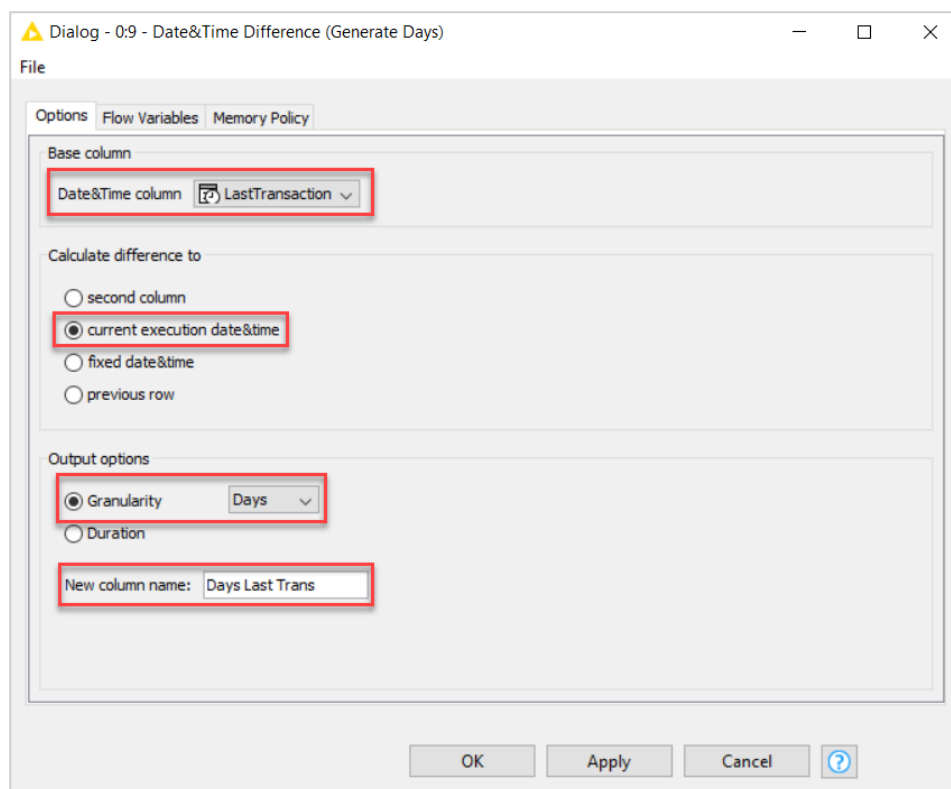 Dialog - 0:9 - Date&Time Difference (Generate Days)
File
Options Flow Variables Memory Policy
Base column
Date&Time column LastTransaction
Calculate difference to
second column
current execution date&time
fixed date&time
previous row
Output options
Granularity Days
Duration
New column name: Days Last Trans
OK Apply Cancel ?